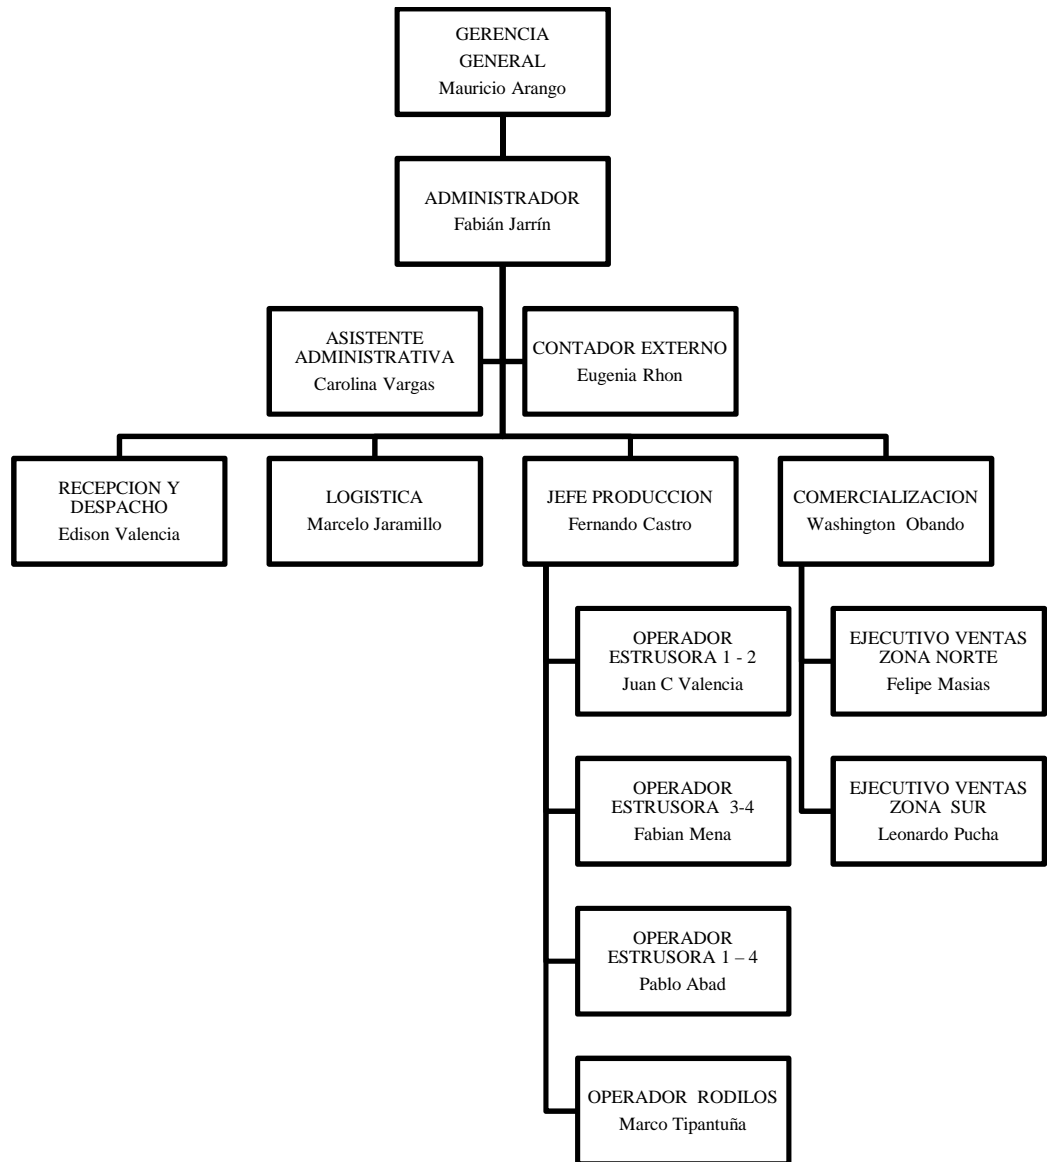 GERENCIA
GENERAL
Mauricio Arango
ADMINISTRADOR
Fabián Jarrín
ASISTENTE
ADMINISTRATIVA
Carolina Vargas
CONTADOR EXTERNO
Eugenia Rhon
RECEPCION Y
DESPACHO
Edison Valencia
LOGISTICA
Marcelo Jaramillo
JEFE PRODUCCION
Fernando Castro
COMERCIALIZACION
Washington Obando
OPERADOR
ESTRUSORA 1 - 2
Juan C Valencia
EJECUTIVO VENTAS
ZONA NORTE
Felipe Masias
OPERADOR
ESTRUSORA 3-4
Fabian Mena
EJECUTIVO VENTAS
ZONA SUR
Leonardo Pucha
OPERADOR
ESTRUSORA 1 – 4
Pablo Abad
OPERADOR RODILOS
Marco Tipantuña